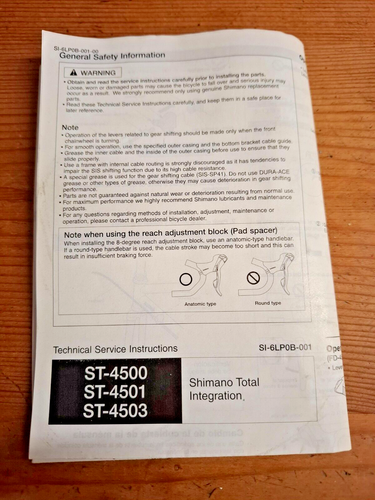 SI-6LP0B-001-00
General Safety Information
WARNING
• Obtain and read the service instructions carefully prior to installing the parts.
Loose, worn or damaged parts may cause the bicycle to fall over and serious injury may
occur as a result. We strongly recommend only using genuine Shimano replacement
parts.
• Read these Technical Service Instructions carefully, and keep them in a safe place for
later reference.
Note
• Operation of the levers related to gear shifting should be made only when the front
chainwheel is turning.
• For smooth operation, use the specified outer casing and the bottom bracket cable guide.
• Grease the inner cable and the inside of the outer casing before use to ensure that they
slide properly.
• Use a frame with internal cable routing is strongly discouraged as it has tendencies to
impair the SIS shifting function due to its high cable resistance.
• A special grease is used for the gear shifting cable (SIS-SP41). Do not use DURA-ACE
grease or other types of grease, otherwise they may cause deterioration in gear shifting
performance.
• Parts are not guaranteed against natural wear or deterioration resulting from normal use.
• For maximum performance we highly recommend Shimano lubricants and maintenance
products.
• For any questions regarding methods of installation, adjustment, maintenance or
operation, please contact a professional bicycle dealer.
Note when using the reach adjustment block (Pad spacer)
When installing the 8-degree reach adjustment block, use an anatomic-type handlebar.
If a round-type handlebar is used, the cable stroke may become too short and this can
result in insufficient braking force.
Anatomic type Round type
Technical Service Instructions SI-6LP0B-001
ST-4500
ST-4501
ST-4503
Shimano Total
Integration